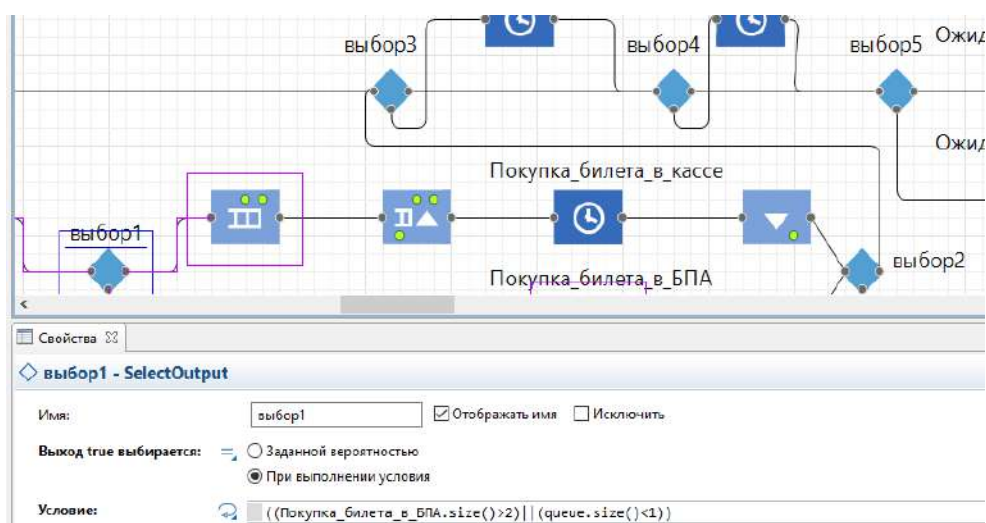 выбор3
выбор4
выбор5
Ожид
Ожид
Покупка_билета_в_кассе
выбор1
выбор2
Покупка_билета_в_БПА
Свойства
выбор1 - SelectOutput
Имя:
выбор1
Отображать имя
Исключить
Выход true выбирается:
Заданной вероятностью
При выполнении условия
Условие:
((Покупка_билета_в_БПА.size()>2)||(queue.size()<1))